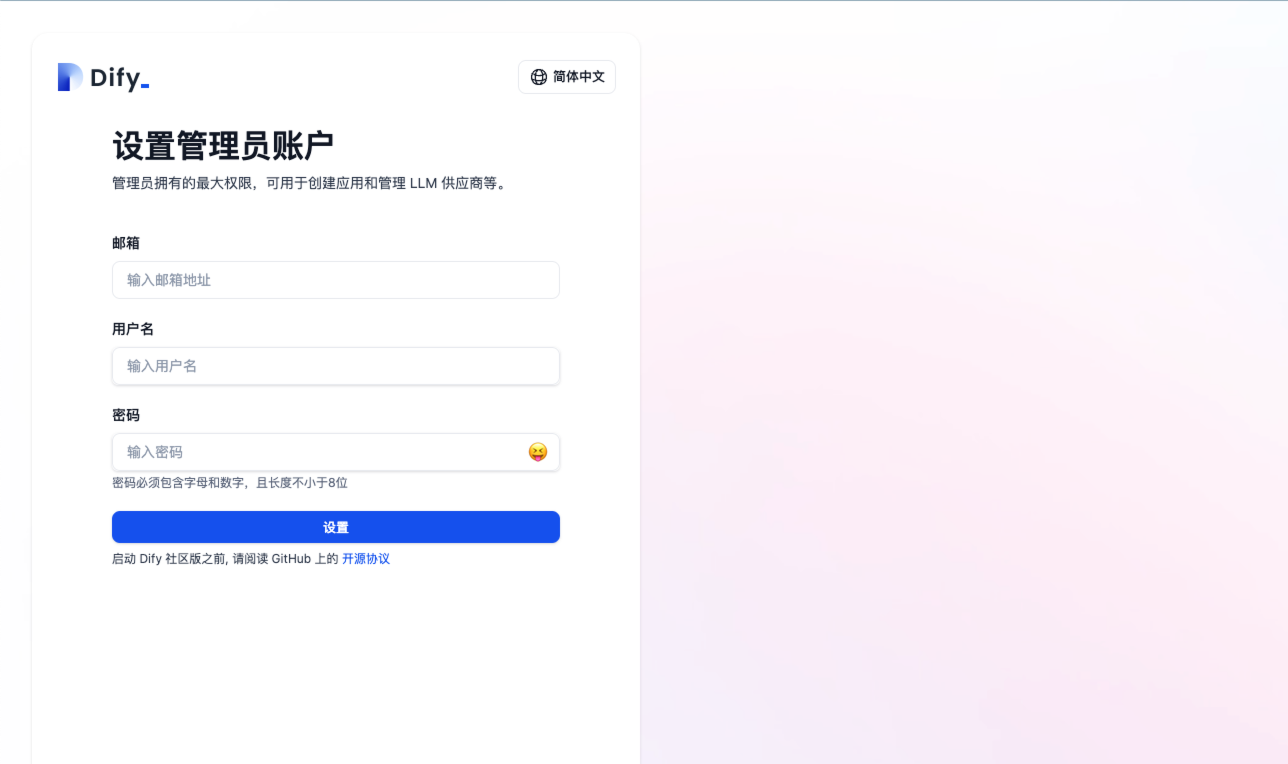 Dify_
简体中文
设置管理员账户
管理员拥有的最大权限，可用于创建应用和管理 LLM 供应商等。
邮箱
输入邮箱地址
用户名
输入用户名
密码
输入密码
密码必须包含字母和数字，且长度不小于8位
设置
启动 Dify 社区版之前, 请阅读 GitHub 上的 开源协议